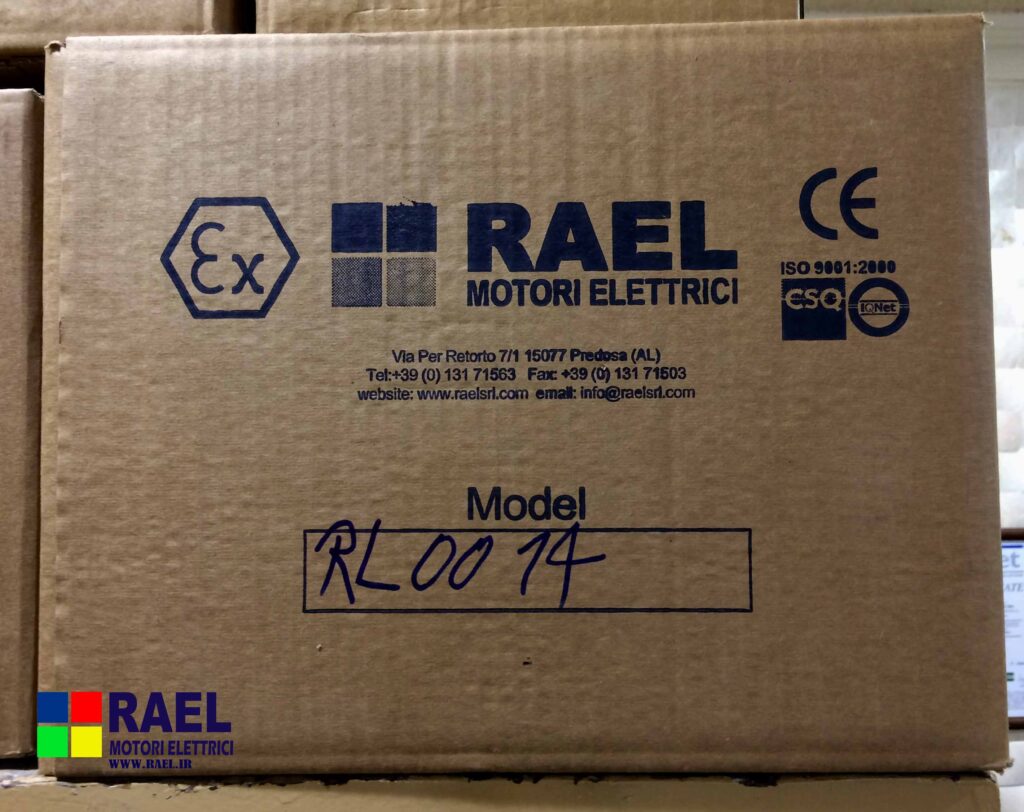 Ex
RAEL
MOTORI ELETTRICI
CE
ISO 9001:2000
CSQ
IQNet
Via Per Retorto 7/1 15077 Predosa (AL)
Tel:+39 (0) 131 71563 Fax: +39 (0) 131 71503
website: www.raelsrl.com email: info@raelsrl.com
Model
RL 00 14
RAEL
MOTORI ELETTRICI
WWW.RAEL.IR